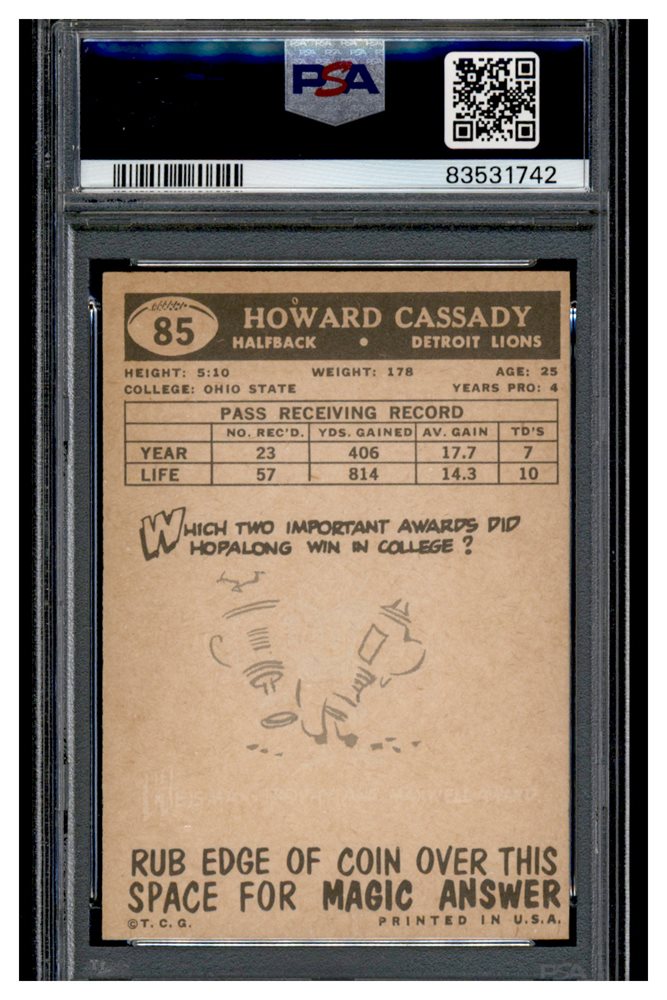 PSA
83531742
85
HOWARD CASSADY
HALFBACK • DETROIT LIONS
HEIGHT: 5:10 WEIGHT: 178 AGE: 25
COLLEGE: OHIO STATE YEARS PRO: 4
PASS RECEIVING RECORD
NO. REC'D. YDS. GAINED AV. GAIN TD'S
YEAR 23 406 17.7 7
LIFE 57 814 14.3 10
WHICH TWO IMPORTANT AWARDS DID
HOPALONG WIN IN COLLEGE?
RUB EDGE OF COIN OVER THIS
SPACE FOR MAGIC ANSWER
©T.C.G. PRINTED IN U.S.A.
PSA